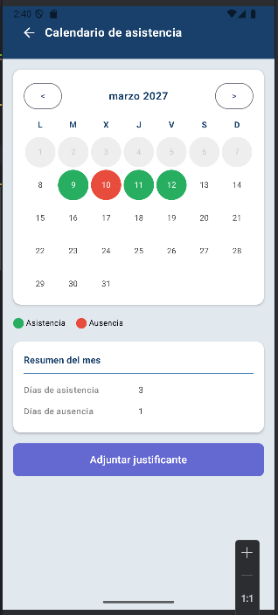 2:40
← Calendario de asistencia
< marzo 2027 >
L M X J V S D
1 2 3 4 5 6 7
8 9 10 11 12 13 14
15 16 17 18 19 20 21
22 23 24 25 26 27 28
29 30 31
Asistencia Ausencia
Resumen del mes
Días de asistencia 3
Días de ausencia 1
Adjuntar justificante
+
—
1:1